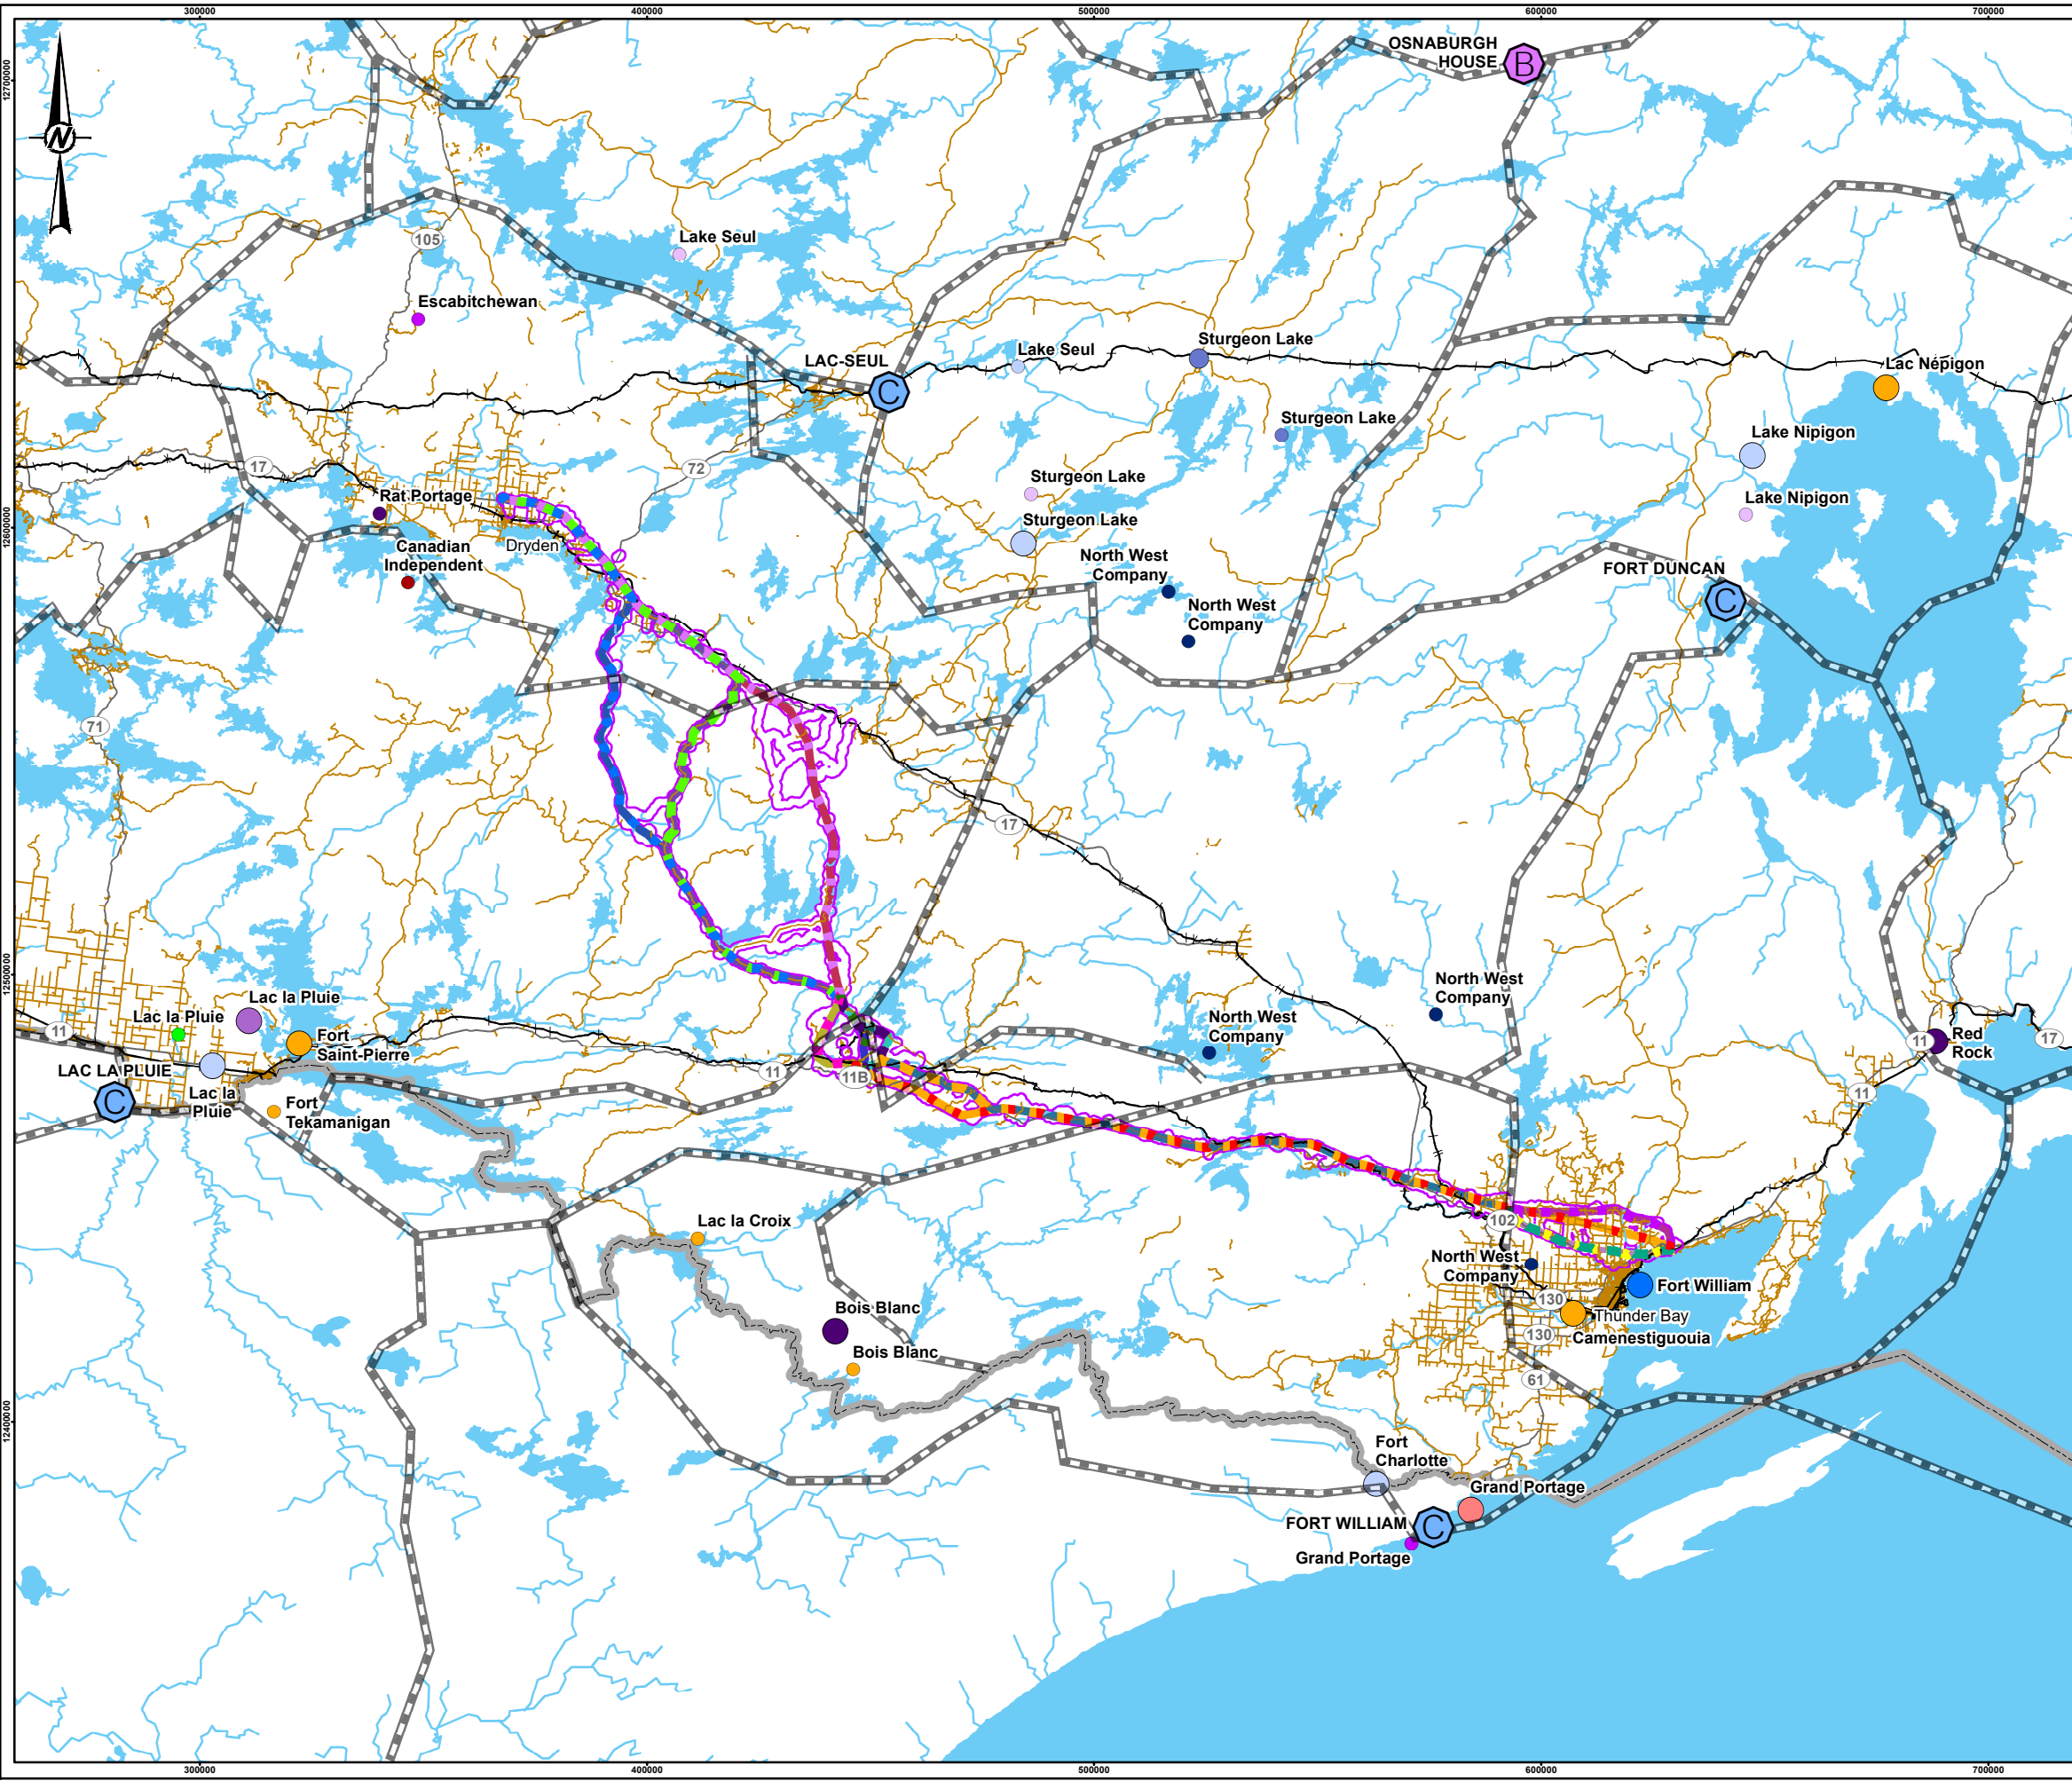 300000
400000
500000
600000
700000
OSNABURGH
HOUSE
B
12700000
N
Lake Seul
105
Escabitchewan
Sturgeon Lake
Lake Seul
LAC-SEUL
C
Lac Népigon
Sturgeon Lake
Lake Nipigon
17
72
Sturgeon Lake
Rat Portage
Lake Nipigon
12600000
Sturgeon Lake
Dryden
Canadian
Independent
North West
Company
FORT DUNCAN
C
North West
Company
71
17
12500000
North West
Company
Lac la Pluie
Lac la Pluie
North West
Company
11
Fort
Saint-Pierre
Red
Rock
11
17
LAC LA PLUIE
C
11
11B
Lac la
Pluie
11
Fort
Tekamanigan
Lac la Croix
102
North West
Company
Fort William
130
Bois Blanc
Thunder Bay
130
Camenestiguouia
Bois Blanc
61
12400000
Fort
Charlotte
Grand Portage
FORT WILLIAM
C
Grand Portage
300000
400000
500000
600000
700000